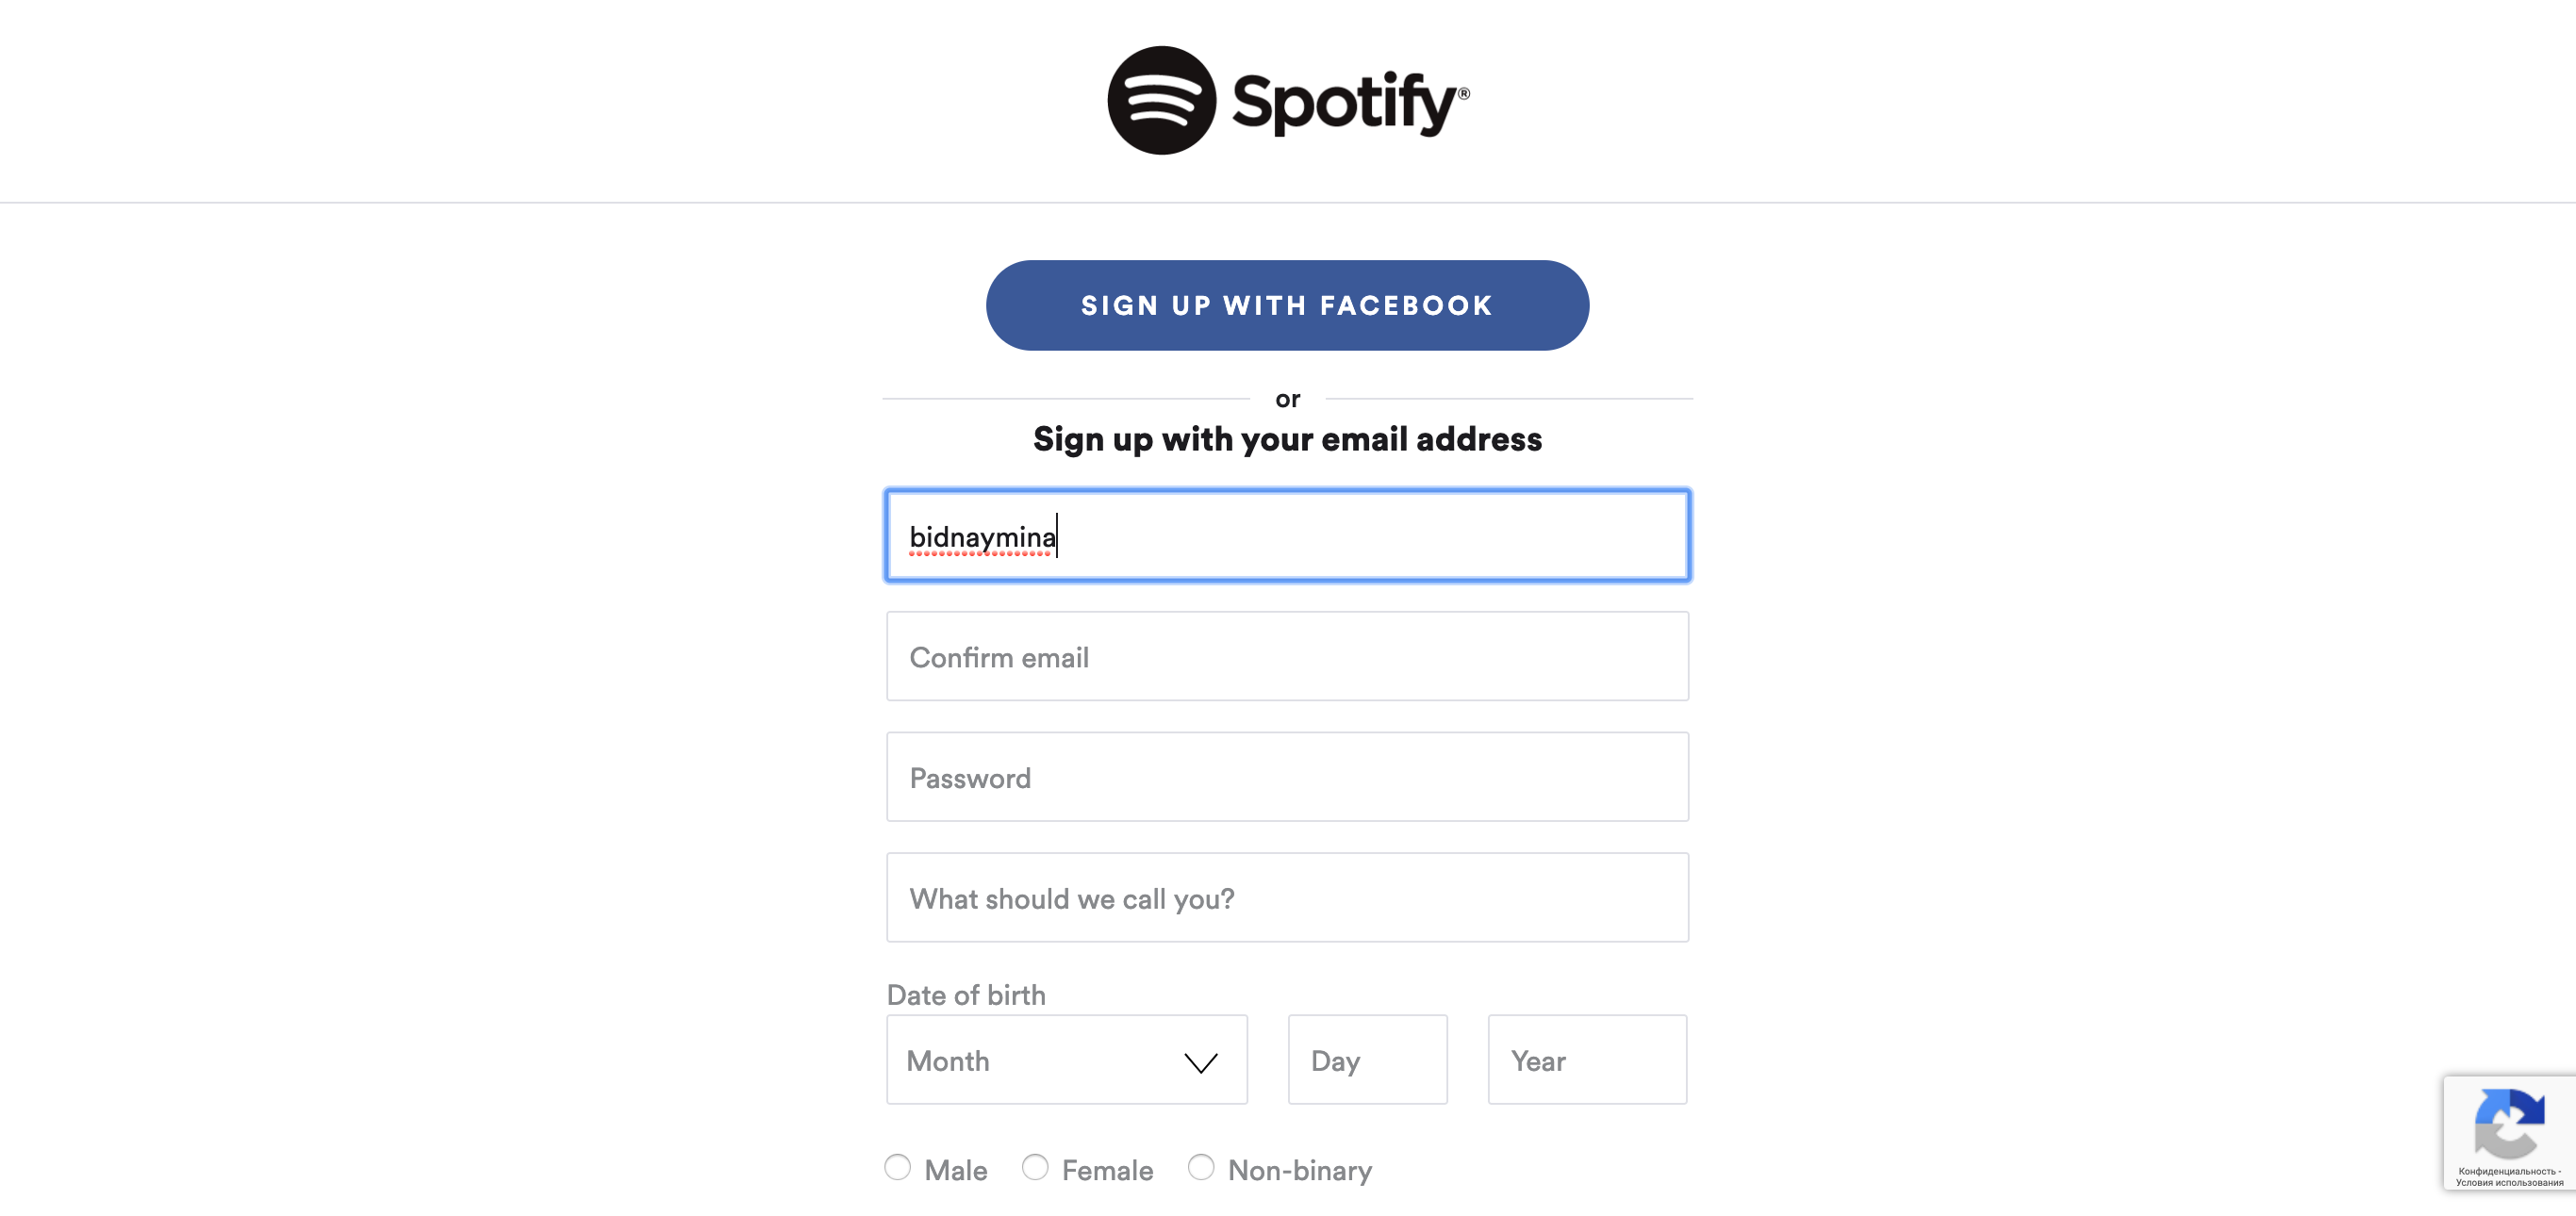 Spotify®
SIGN UP WITH FACEBOOK
or
Sign up with your email address
bidnaymina
Confirm email
Password
What should we call you?
Date of birth
Month Day Year
Male Female Non-binary
Конфиденциальность -
Условия использования